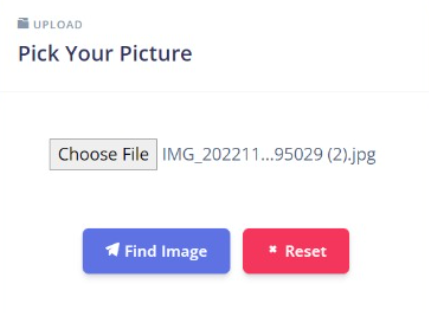 UPLOAD
Pick Your Picture
Choose File IMG_202211...95029 (2).jpg
Find Image
Reset